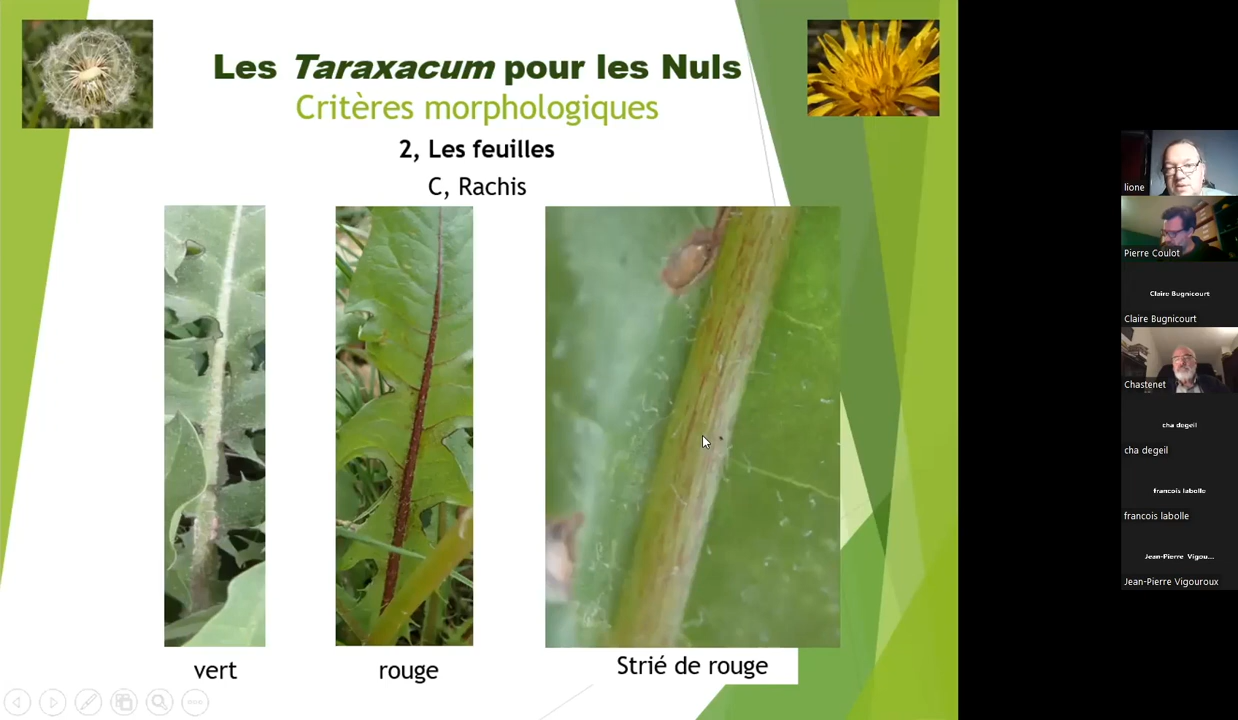 Les Taraxacum pour les Nuls
Critères morphologiques
2, Les feuilles
C, Rachis
vert
rouge
Strié de rouge
lione
Pierre Coulot
Claire Bugnicourt
Claire Bugnicourt
Chastenet
cha degeil
cha degeil
francois labolle
francois labolle
Jean-Pierre Vigou...
Jean-Pierre Vigouroux